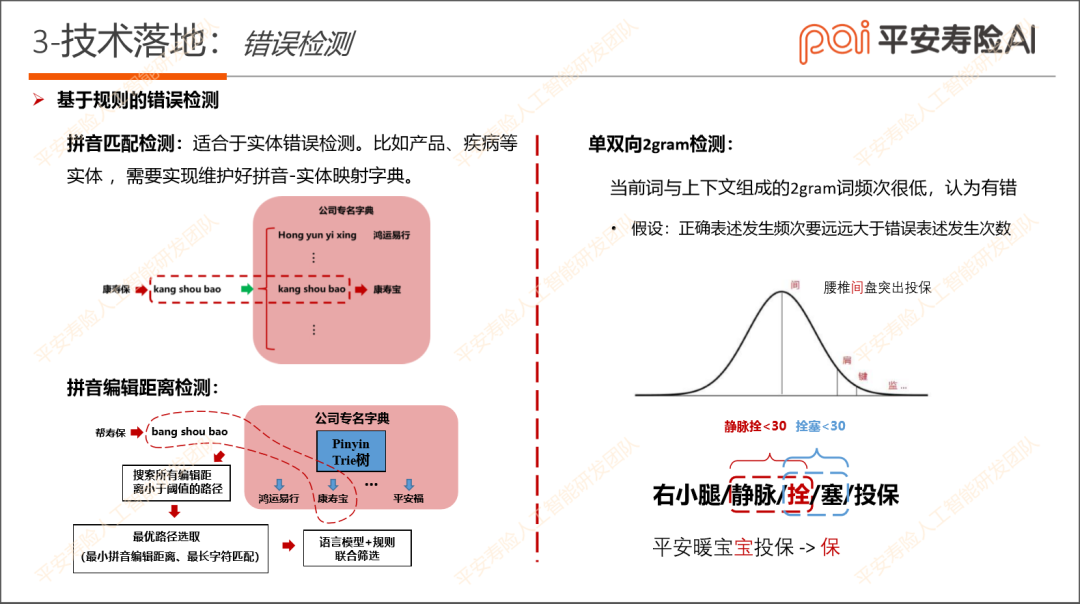 3-技术落地：错误检测
pai 平安寿险AI
基于规则的错误检测
拼音匹配检测：适合于实体错误检测。比如产品、疾病等
实体 ，需要实现维护好拼音-实体映射字典。
公司专名字典
Hong yun yi xing 鸿运易行
⋮
康寿保 kang shou bao kang shou bao 康寿宝
⋮
拼音编辑距离检测：
帮寿保 bang shou bao
公司专名字典
Pinyin
Trie树
搜索所有编辑距
离小于阈值的路径
鸿运易行 康寿宝 ... 平安福
最优路径选取
(最小拼音编辑距离、最长字符匹配)
语言模型+规则
联合筛选
单双向2gram检测：
当前词与上下文组成的2gram词频次很低，认为有错
• 假设：正确表述发生频次要远远大于错误表述发生次数
间
腰椎间盘突出投保
肩
键
监 ...
静脉拴<30 拴塞<30
右小腿/静脉/拴/塞/投保
平安暖宝宝投保 -> 保
平安寿险人工智能研发团队